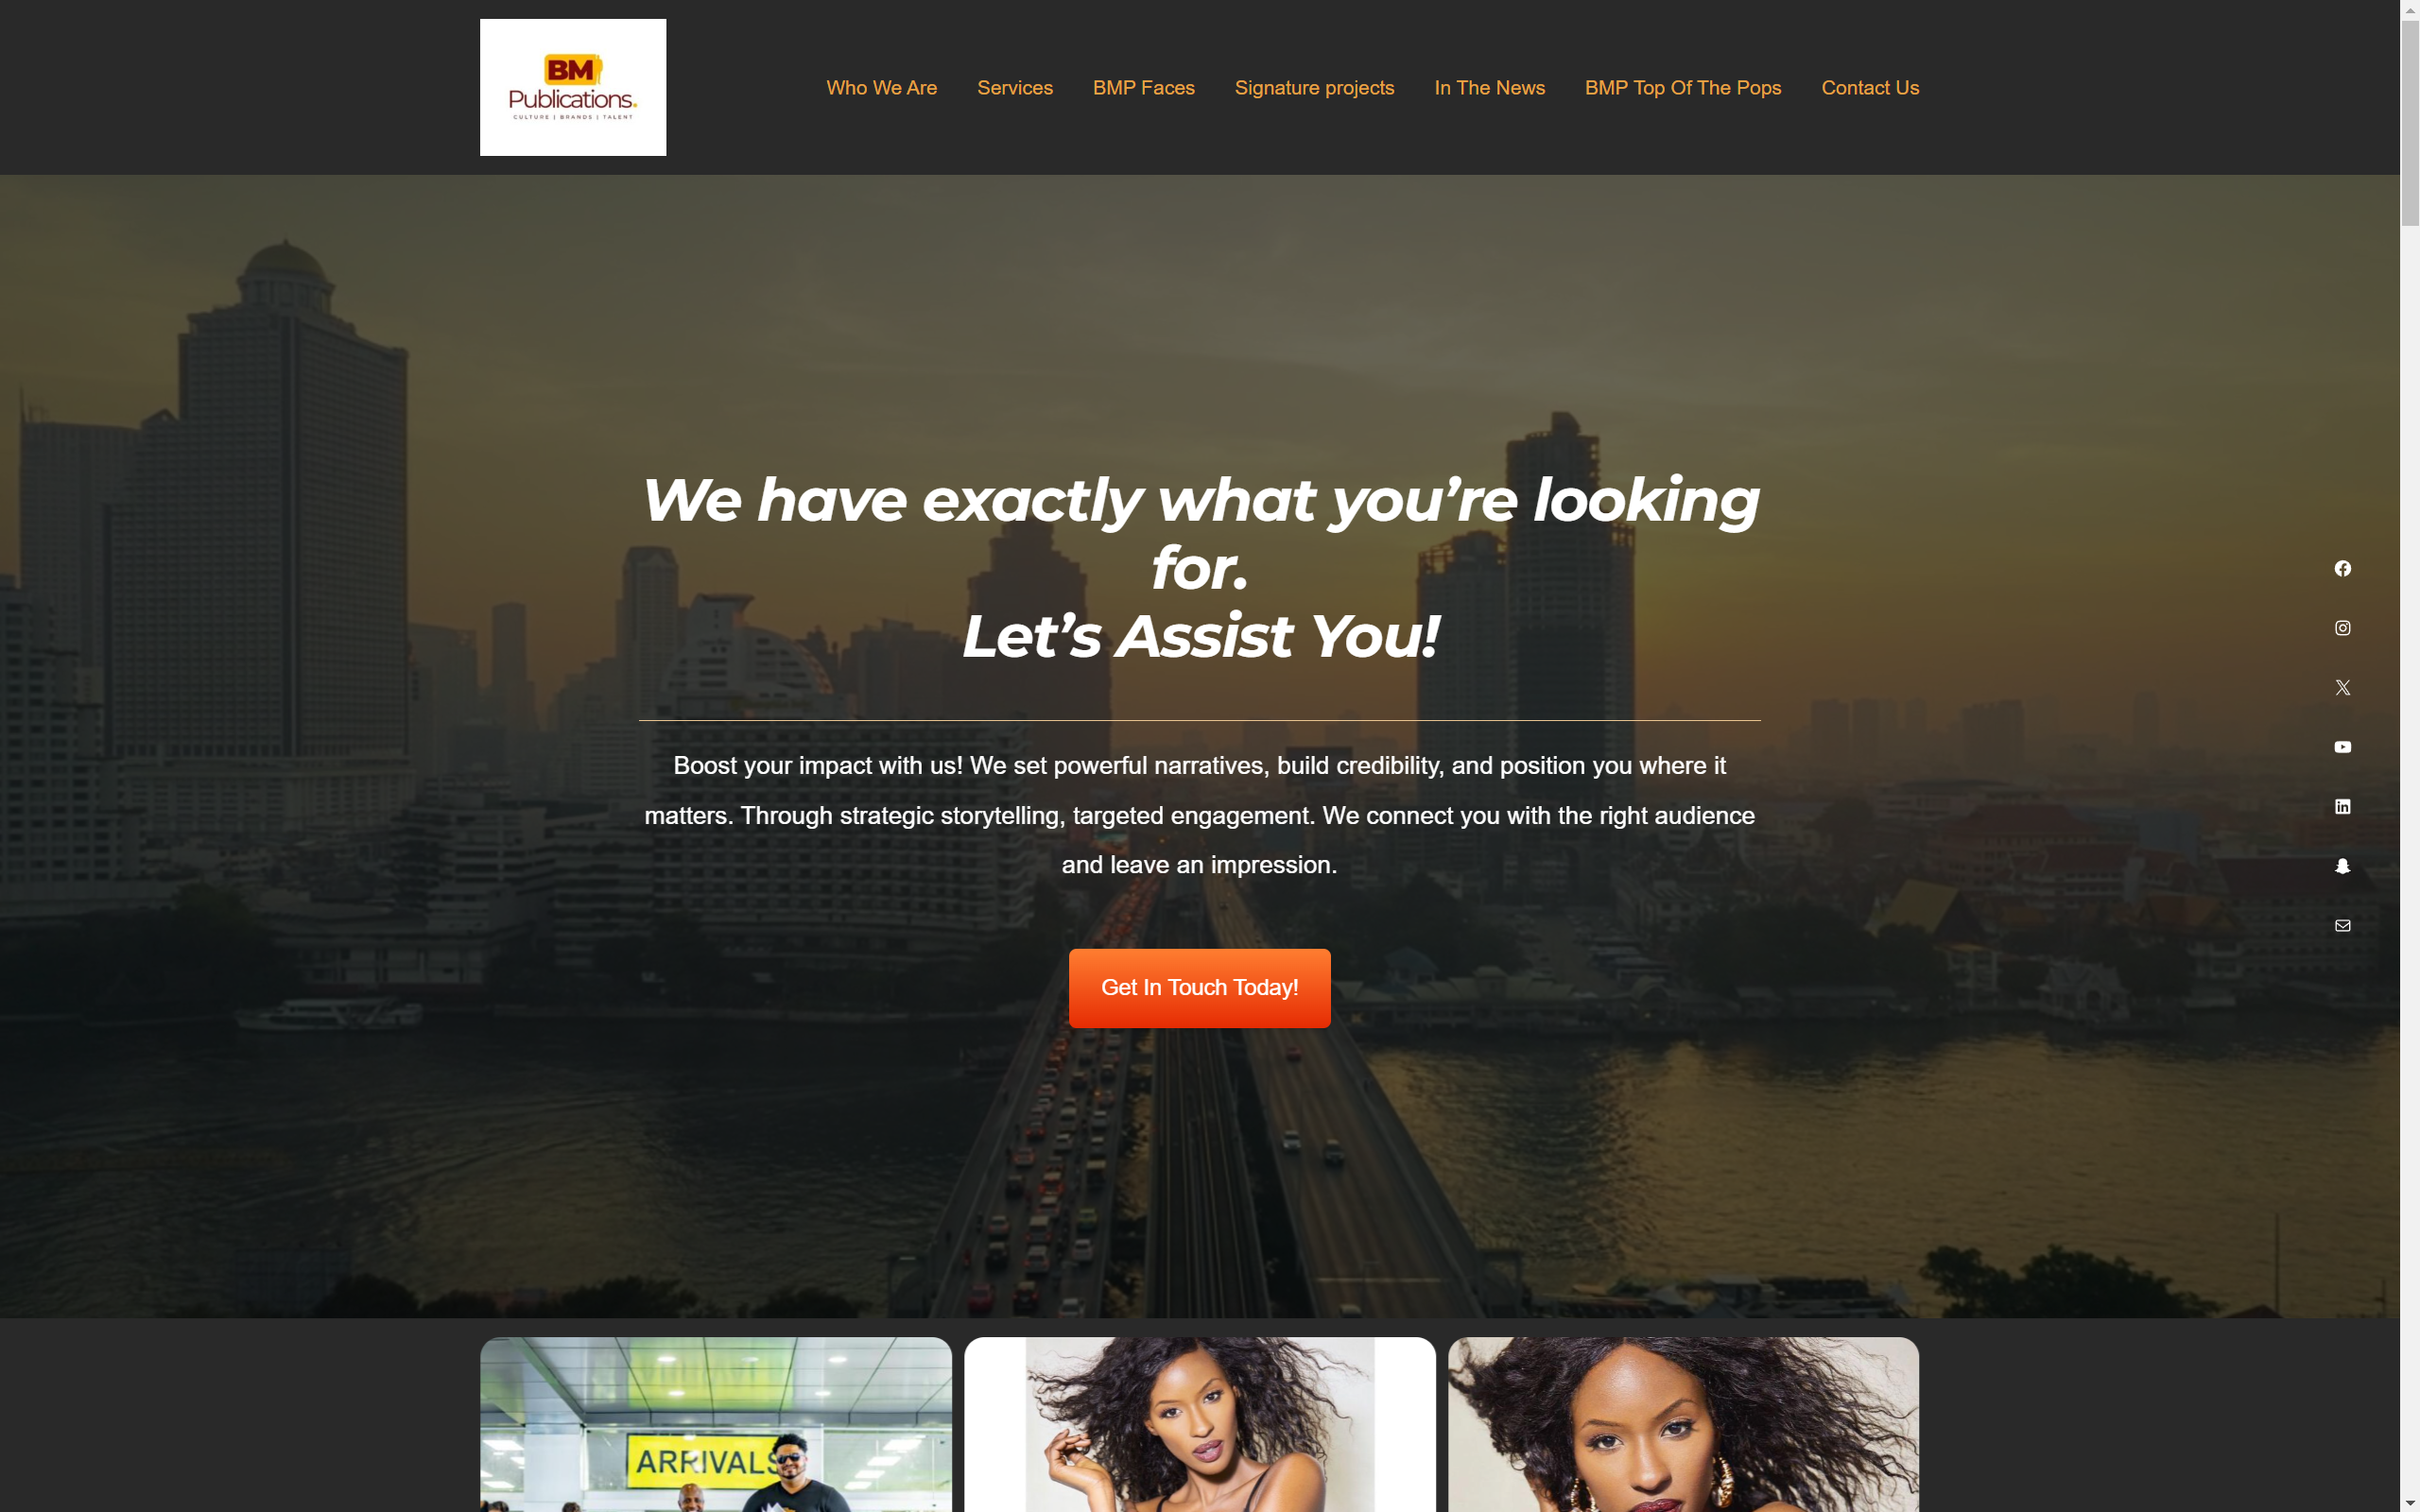 BM
Publications.
CULTURE | BRANDS | TALENT
Who We Are
Services
BMP Faces
Signature projects
In The News
BMP Top Of The Pops
Contact Us
We have exactly what you’re looking
for.
Let’s Assist You!
Boost your impact with us! We set powerful narratives, build credibility, and position you where it
matters. Through strategic storytelling, targeted engagement. We connect you with the right audience
and leave an impression.
Get In Touch Today!
ARRIVALS